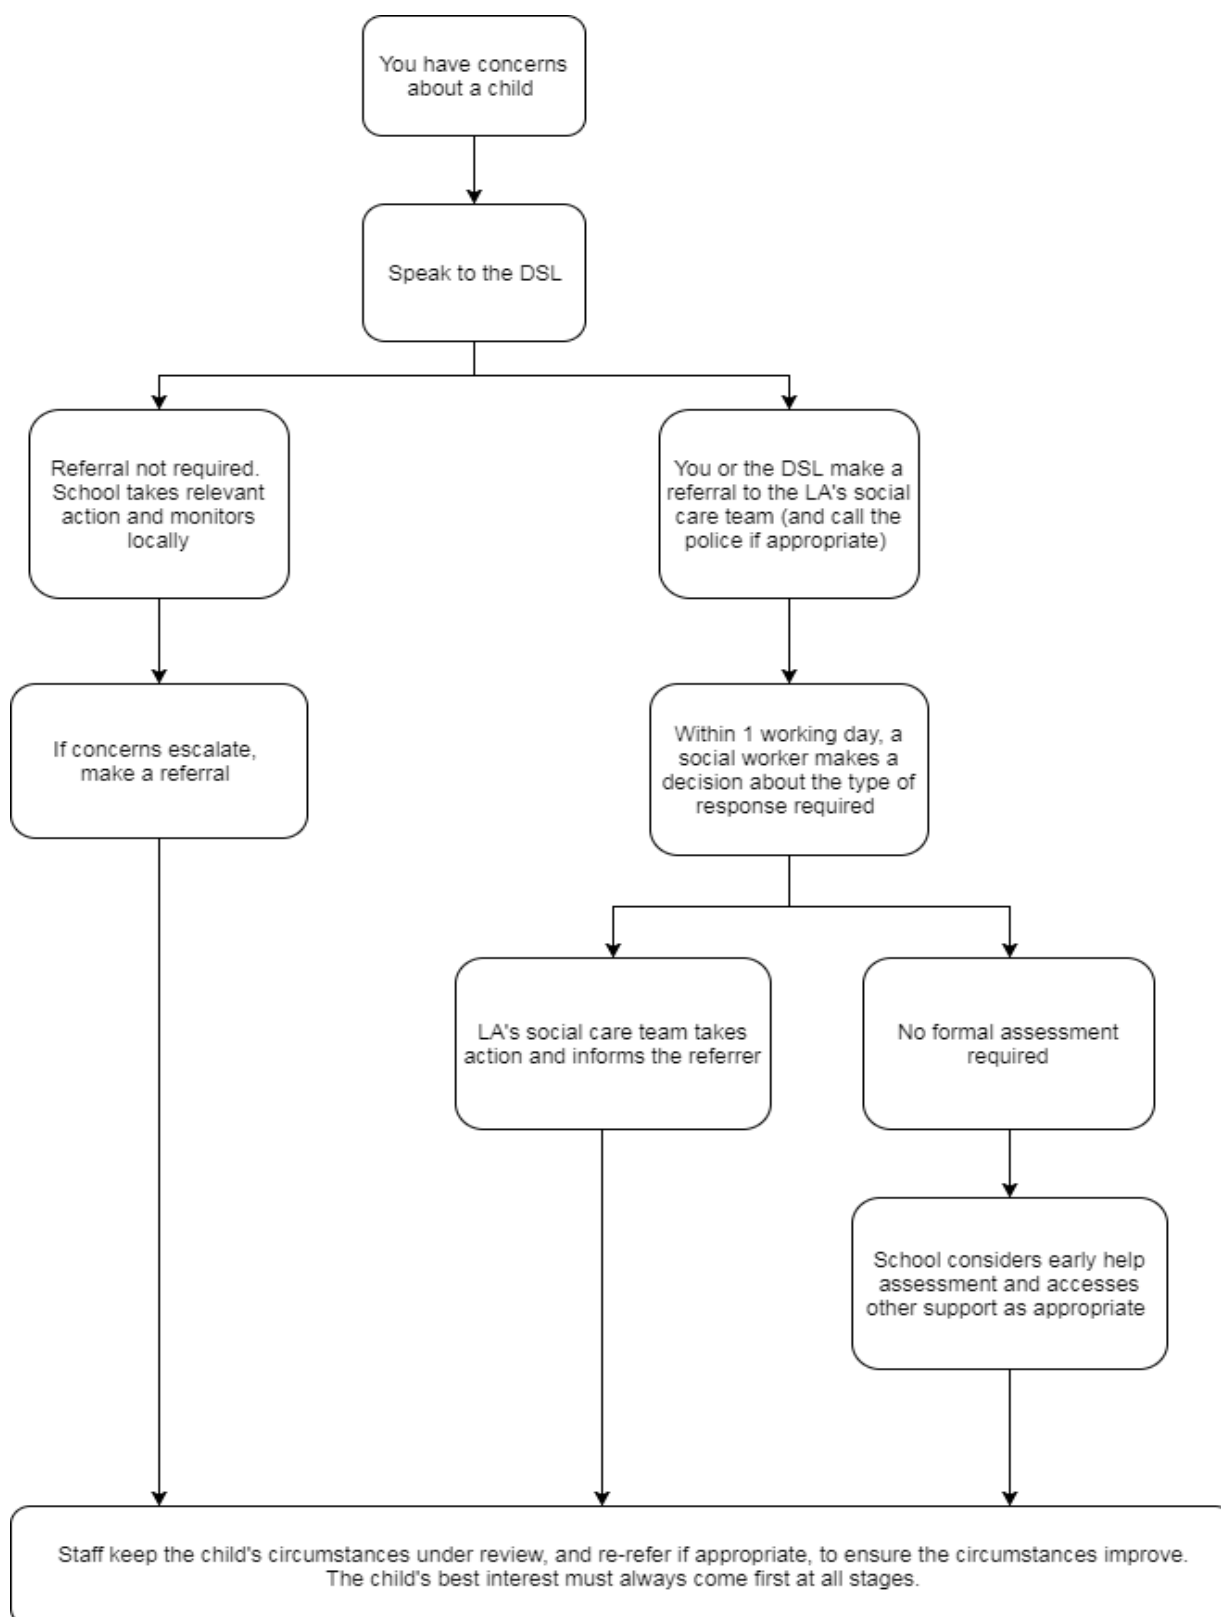 You have concerns
about a child
Speak to the DSL
Referral not required.
School takes relevant
action and monitors
locally
You or the DSL make a
referral to the LA's social
care team (and call the
police if appropriate)
If concerns escalate,
make a referral
Within 1 working day, a
social worker makes a
decision about the type of
response required
LA's social care team takes
action and informs the referrer
No formal assessment
required
School considers early help
assessment and accesses
other support as appropriate
Staff keep the child's circumstances under review, and re-refer if appropriate, to ensure the circumstances improve.
The child's best interest must always come first at all stages.